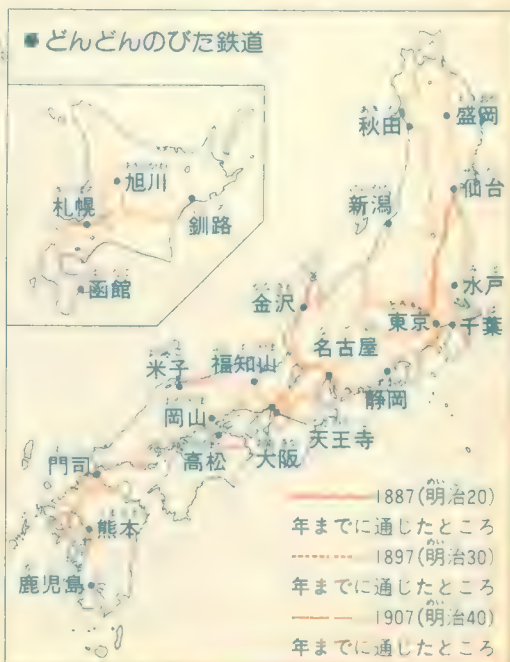 ■どんどんのびた鉄道
旭川
札幌
釧路
函館
秋田
盛岡
仙台
新潟
水戸
金沢
東京
千葉
名古屋
米子
福知山
静岡
岡山
天王寺
高松
大阪
門司
熊本
鹿児島
1887(明治20)
年までに通じたところ
1897(明治30)
年までに通じたところ
1907(明治40)
年までに通じたところ